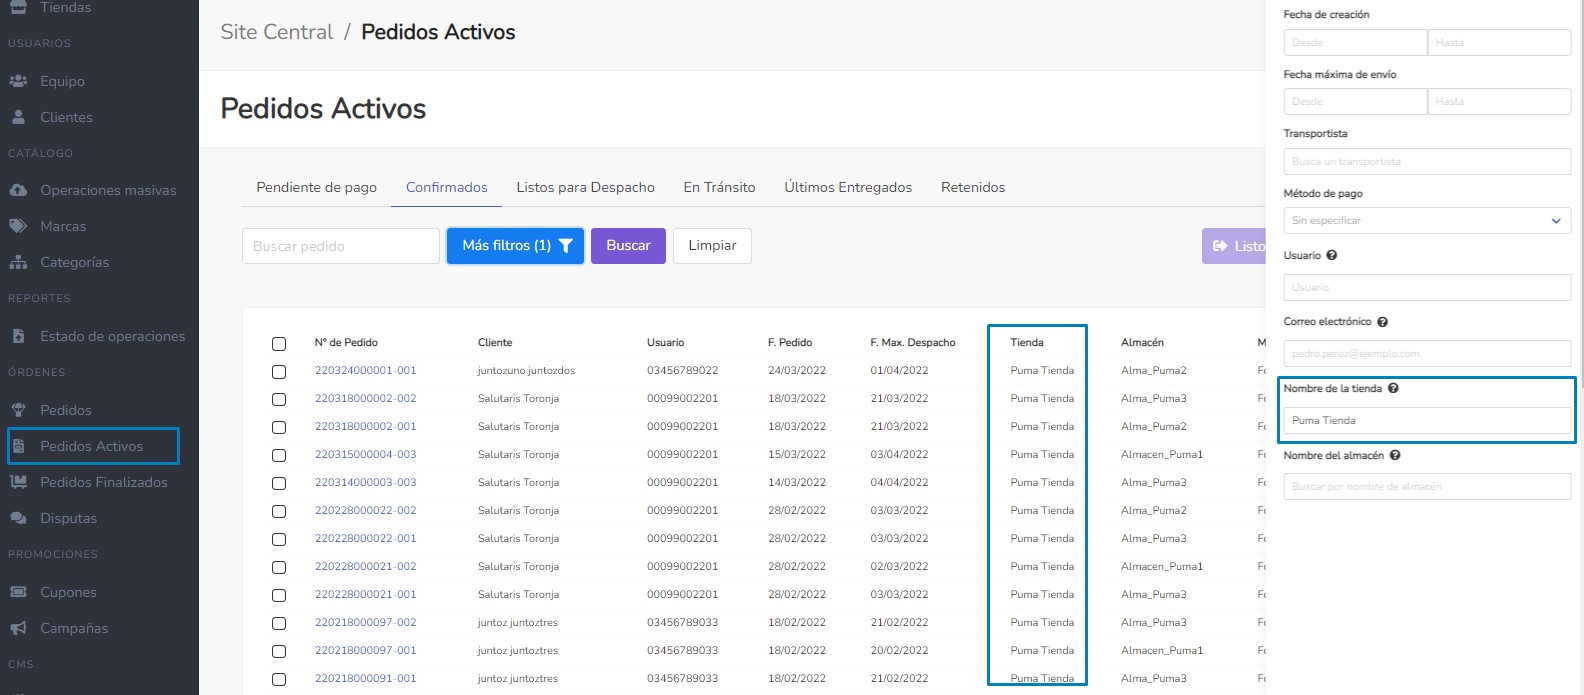 Tiendas
USUARIOS
Equipo
Clientes
CATÁLOGO
Operaciones masivas
Marcas
Categorías
REPORTES
Estado de operaciones
ÓRDENES
Pedidos
Pedidos Activos
Pedidos Finalizados
Disputas
PROMOCIONES
Cupones
Campañas
CMS
Site Central / Pedidos Activos
Pedidos Activos
Pendiente de pago Confirmados Listos para Despacho En Tránsito Últimos Entregados Retenidos
Buscar pedido Más filtros (1) Buscar Limpiar Listo
N° de Pedido Cliente Usuario F. Pedido F. Max. Despacho Tienda Almacén M
220324000001-001 juntozuno juntozdos 03456789022 24/03/2022 01/04/2022 Puma Tienda Alma_Puma2 Fo
220318000002-002 Salutaris Toronja 00099002201 18/03/2022 21/03/2022 Puma Tienda Alma_Puma3 Fo
220318000002-001 Salutaris Toronja 00099002201 18/03/2022 21/03/2022 Puma Tienda Alma_Puma2 Fo
220315000004-003 Salutaris Toronja 00099002201 15/03/2022 03/04/2022 Puma Tienda Almacen_Puma1 Fo
220314000003-003 Salutaris Toronja 00099002201 14/03/2022 04/04/2022 Puma Tienda Alma_Puma3 Fo
220228000022-002 Salutaris Toronja 00099002201 28/02/2022 03/03/2022 Puma Tienda Alma_Puma2 Fo
220228000022-001 Salutaris Toronja 00099002201 28/02/2022 03/03/2022 Puma Tienda Alma_Puma3 Fo
220228000021-002 Salutaris Toronja 00099002201 28/02/2022 02/03/2022 Puma Tienda Almacen_Puma1 Fo
220228000021-001 Salutaris Toronja 00099002201 28/02/2022 03/03/2022 Puma Tienda Alma_Puma3 Fo
220218000097-002 juntoz juntoztres 03456789033 18/02/2022 21/02/2022 Puma Tienda Alma_Puma3 Fo
220218000097-001 juntoz juntoztres 03456789033 18/02/2022 20/02/2022 Puma Tienda Almacen_Puma1 Fo
220218000091-001 juntoz juntoztres 03456789033 18/02/2022 21/02/2022 Puma Tienda Alma_Puma3 Fo
Fecha de creación
Desde Hasta
Fecha máxima de envío
Desde Hasta
Transportista
Busca un transportista
Método de pago
Sin especificar
Usuario
Usuario
Correo electrónico
pedro.perez@ejemplo.com
Nombre de la tienda
Puma Tienda
Nombre del almacén
Buscar por nombre de almacén